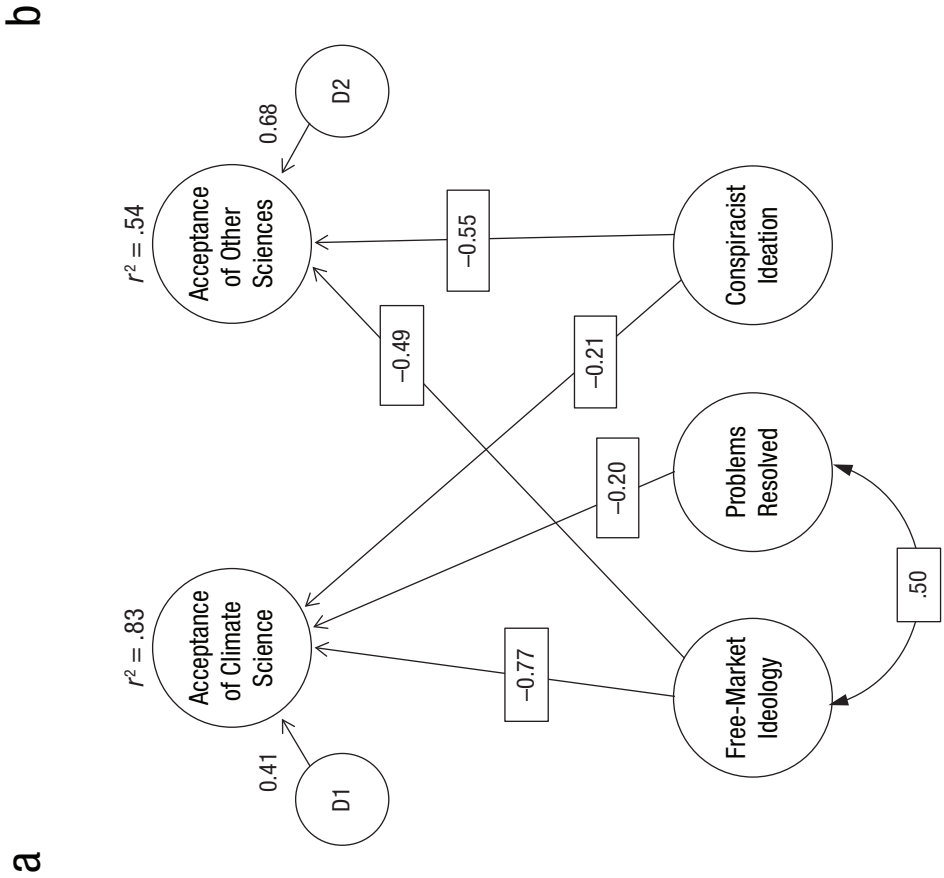 a
b
r² = .83
r² = .54
Acceptance
of Climate
Science
Acceptance
of Other
Sciences
0.41
D1
0.68
D2
−0.77
−0.20
−0.49
−0.21
−0.55
Free-Market
Ideology
Problems
Resolved
Conspiracist
Ideation
.50